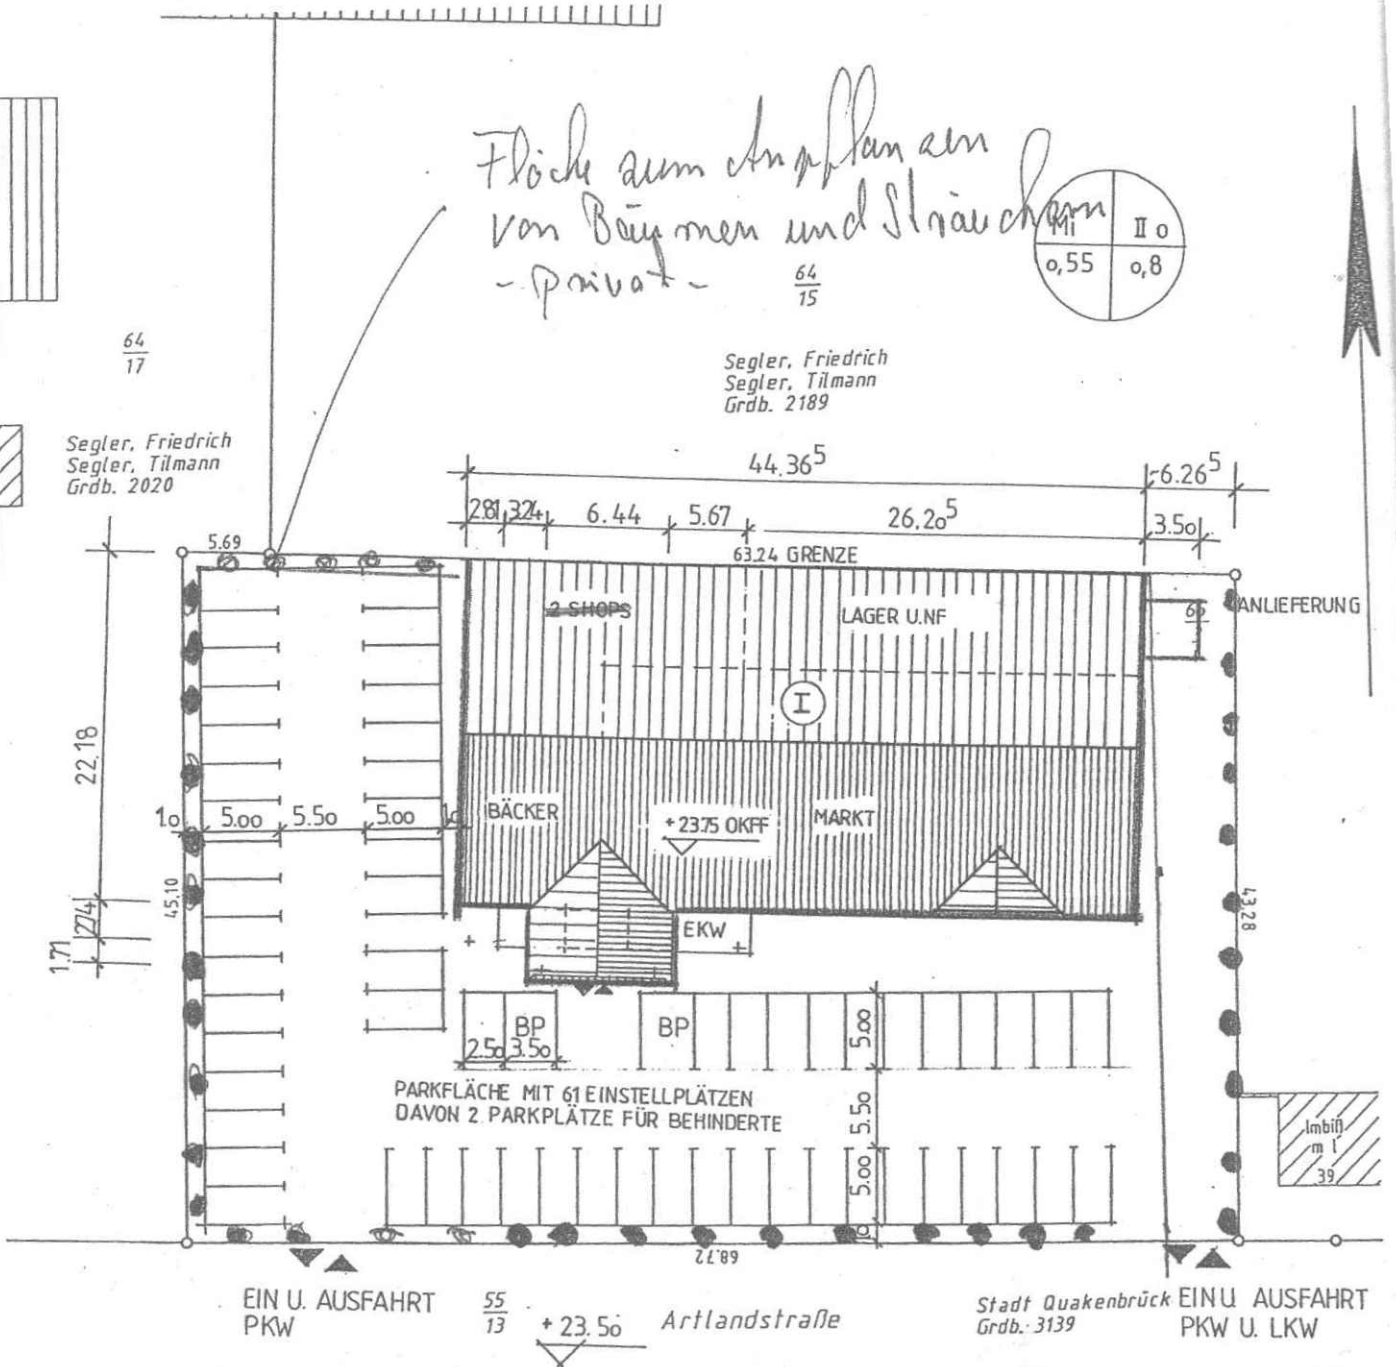 Fläche zum Anpflanzen
von Bäumen und Sträuchern
- privat -
MI
II o
0,55
0,8
64
15
64
17
Segler, Friedrich
Segler, Tilmann
Grdb. 2189
Segler, Friedrich
Segler, Tilmann
Grdb. 2020
44.36⁵
6.26⁵
2.81
3.24
6.44
5.67
26.20⁵
3.50
5.69
63.24 GRENZE
2 SHOPS
LAGER U.NF
ANLIEFERUNG
I
22.18
10
5.00
5.50
5.00
BÄCKER
+23.75 OKFF
MARKT
45.10
43.28
2.74
1.71
EKW
BP
BP
2.50
3.50
5.00
PARKFLÄCHE MIT 61 EINSTELLPLÄTZEN
DAVON 2 PARKPLÄTZE FÜR BEHINDERTE
5.50
5.00
Imbiß
39
68.72
EIN U. AUSFAHRT
PKW
55
13
+23.50
Artlandstraße
Stadt Quakenbrück
Grdb. 3139
EIN U. AUSFAHRT
PKW U. LKW